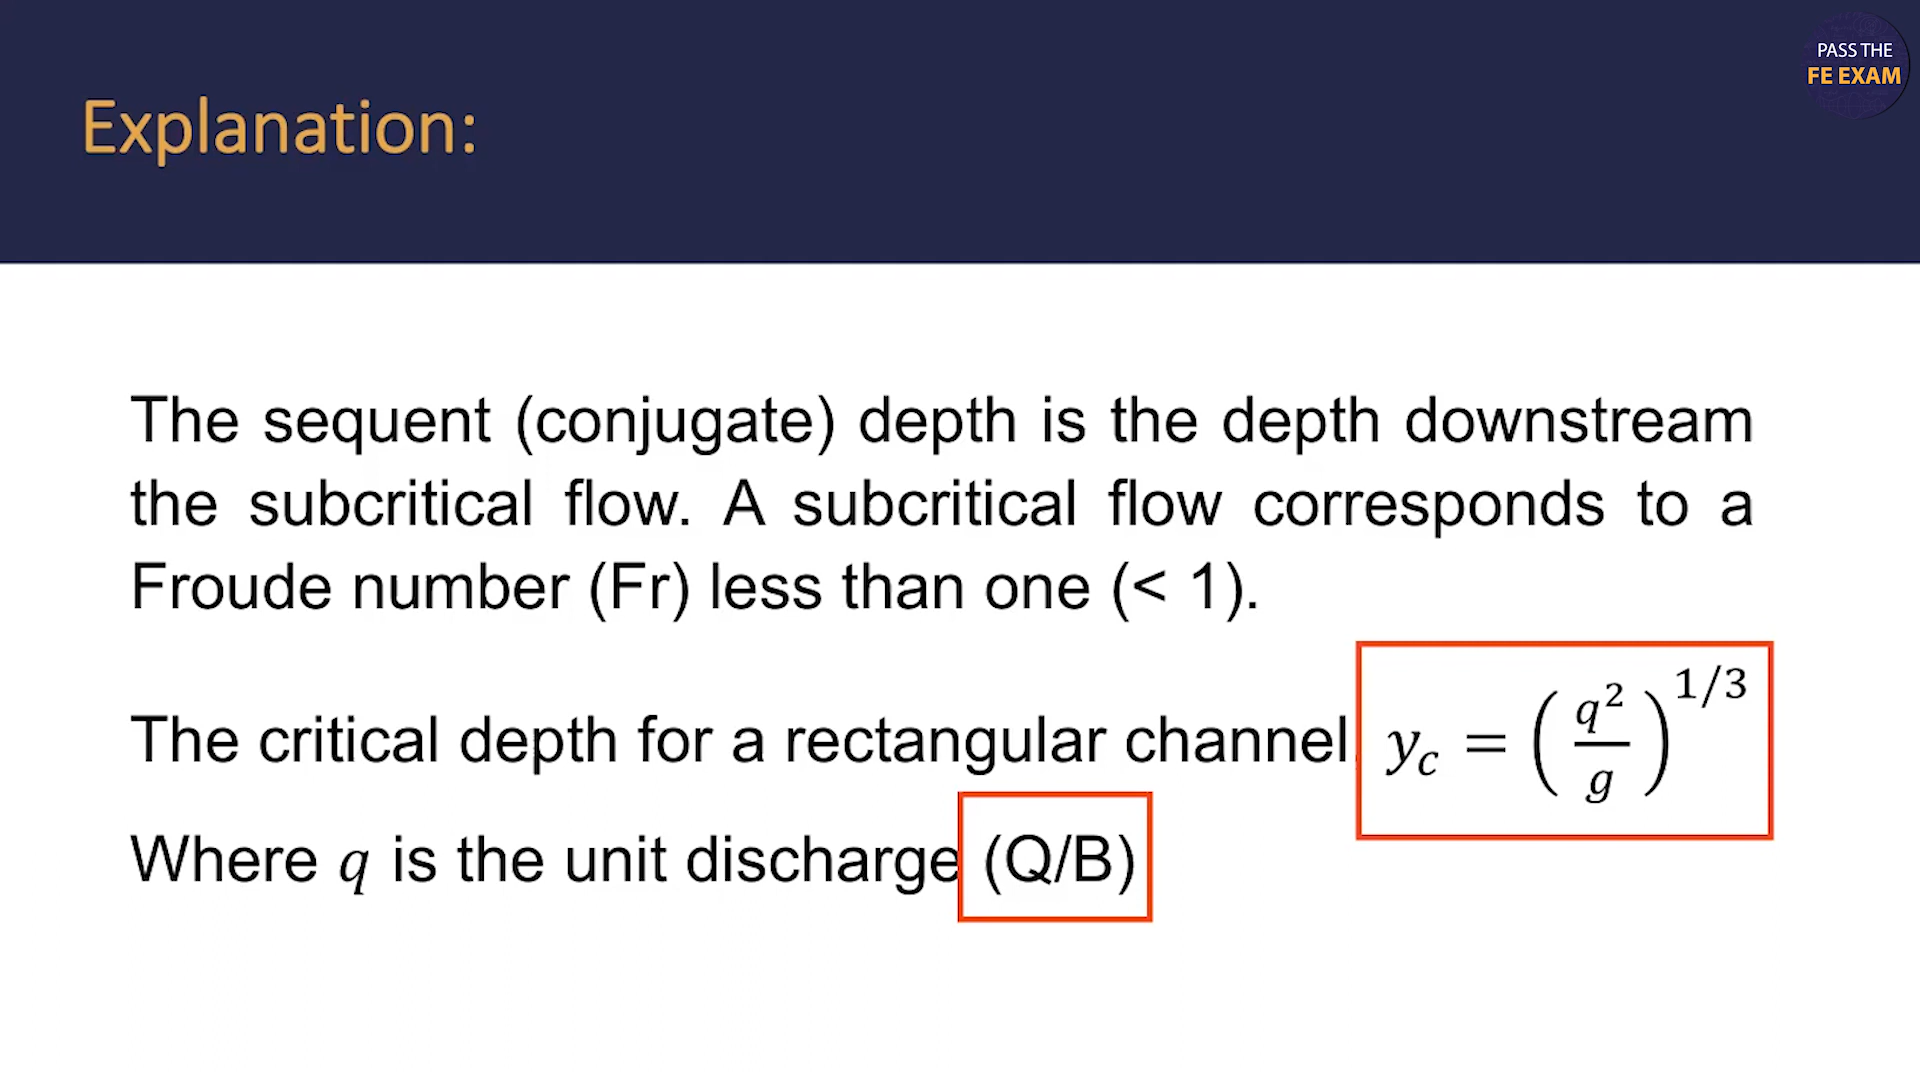 PASS THE
FE EXAM
Explanation:
The sequent (conjugate) depth is the depth downstream
the subcritical flow. A subcritical flow corresponds to a
Froude number (Fr) less than one (< 1).
The critical depth for a rectangular channel, y_c = (q^2/g)^{1/3}
Where q is the unit discharge (Q/B)